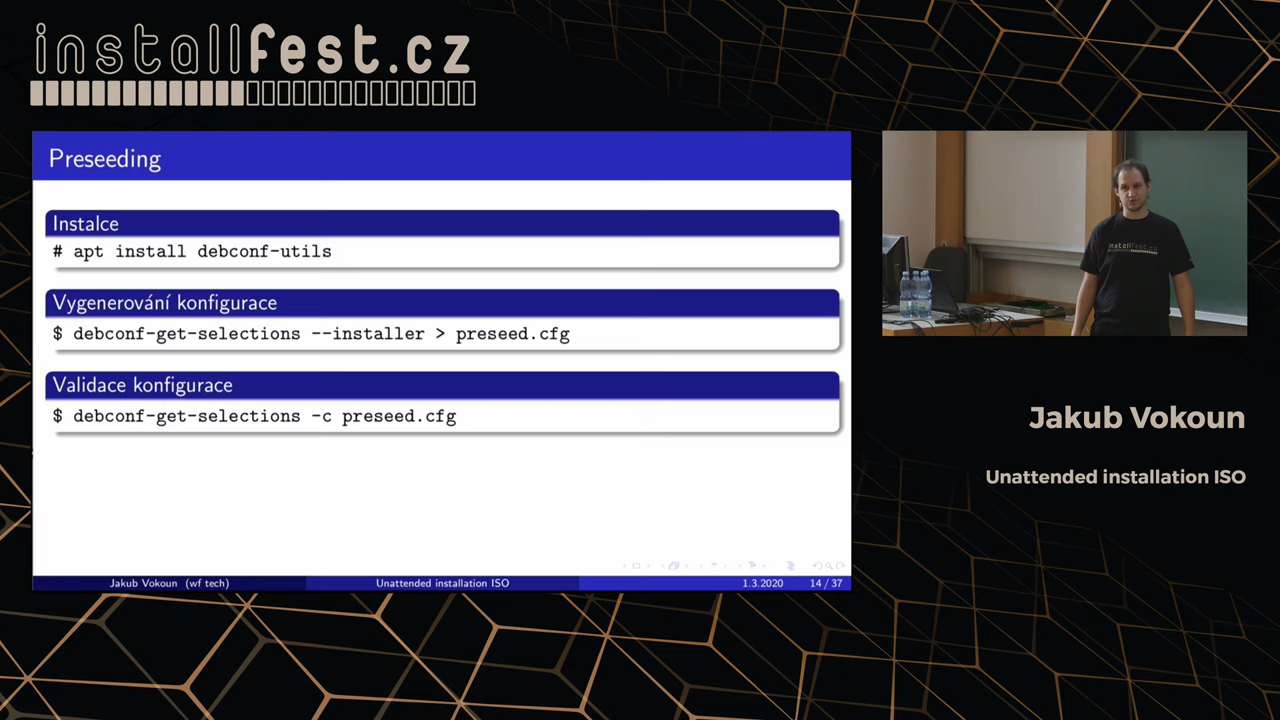 installfest.cz
Preseeding
Instalce
# apt install debconf-utils
Vygenerování konfigurace
$ debconf-get-selections --installer > preseed.cfg
Validace konfigurace
$ debconf-get-selections -c preseed.cfg
Jakub Vokoun (wf tech) Unattended installation ISO 1.3.2020 14 / 37
installfest.cz
Jakub Vokoun
Unattended installation ISO